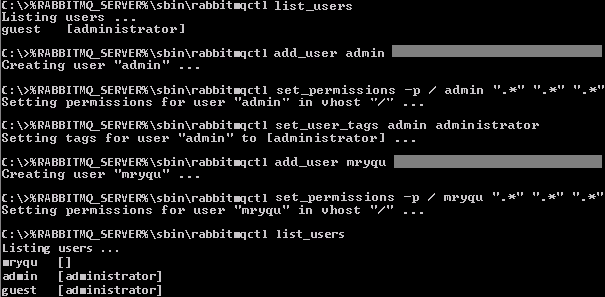 C:\>%RABBITMQ_SERVER%\sbin\rabbitmqctl list_users
Listing users ...
guest [administrator]
C:\>%RABBITMQ_SERVER%\sbin\rabbitmqctl add_user admin
Creating user "admin" ...
C:\>%RABBITMQ_SERVER%\sbin\rabbitmqctl set_permissions -p / admin ".*" ".*" ".*"
Setting permissions for user "admin" in vhost "/" ...
C:\>%RABBITMQ_SERVER%\sbin\rabbitmqctl set_user_tags admin administrator
Setting tags for user "admin" to [administrator] ...
C:\>%RABBITMQ_SERVER%\sbin\rabbitmqctl add_user mryqu
Creating user "mryqu" ...
C:\>%RABBITMQ_SERVER%\sbin\rabbitmqctl set_permissions -p / mryqu ".*" ".*" ".*"
Setting permissions for user "mryqu" in vhost "/" ...
C:\>%RABBITMQ_SERVER%\sbin\rabbitmqctl list_users
Listing users ...
mryqu []
admin [administrator]
guest [administrator]